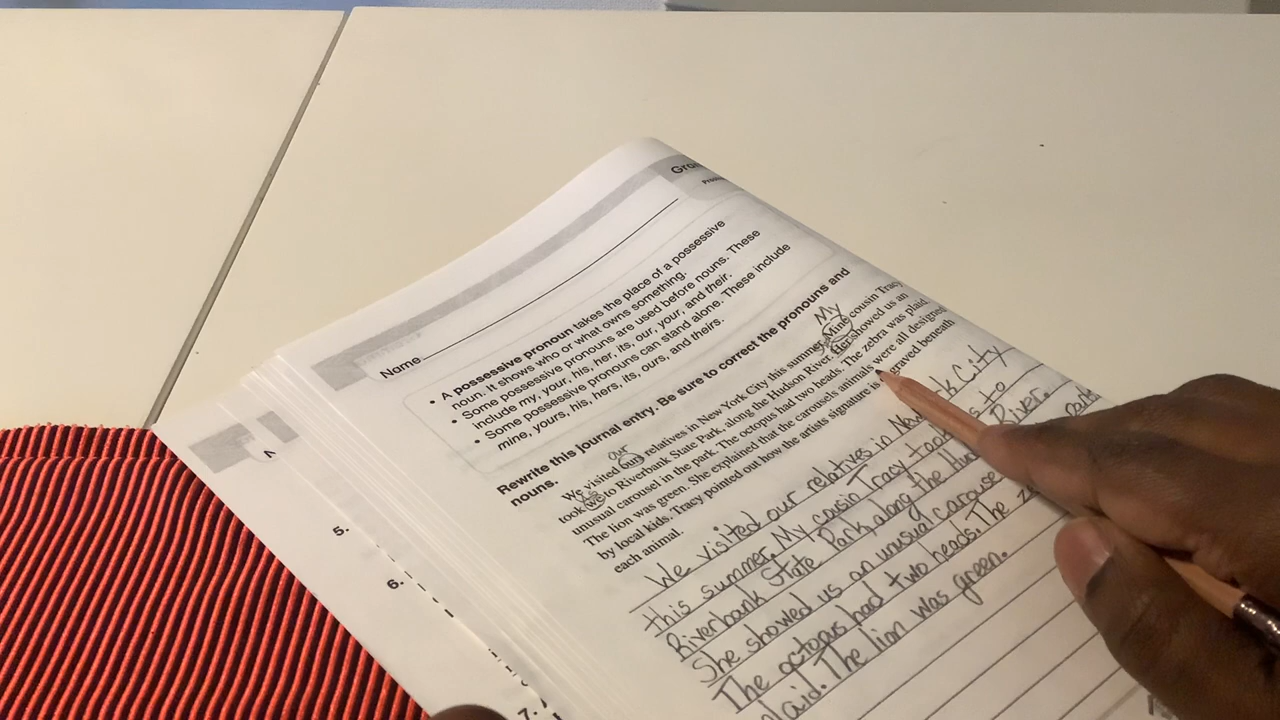 Gro
Name
• A possessive pronoun takes the place of a possessive
noun. It shows who or what owns something.
• Some possessive pronouns are used before nouns. These
include my, your, his, her, its, our, your, and their.
• Some possessive pronouns can stand alone. These include
mine, yours, his, hers, its, ours, and theirs.
Rewrite this journal entry. Be sure to correct the pronouns and
nouns.
our
My
We visited ours relatives in New York City this summer. Mine cousin Tracy
took we to Riverbank State Park, along the Hudson River. Her showed us an
unusual carousel in the park. The octopus had two heads. The zebra was plaid.
The lion was green. She explained that the carousels animals were all designed
by local kids. Tracy pointed out how the artists signature is graved beneath
each animal.
We visited our relatives in New k City
this summer. My cousin Tracy took s to
Riverbank State Park, along the Hu River.
She showed us an unusual carouse park
The octopus had two heads. The z
laid. The lion was green.
5.
6.
7.